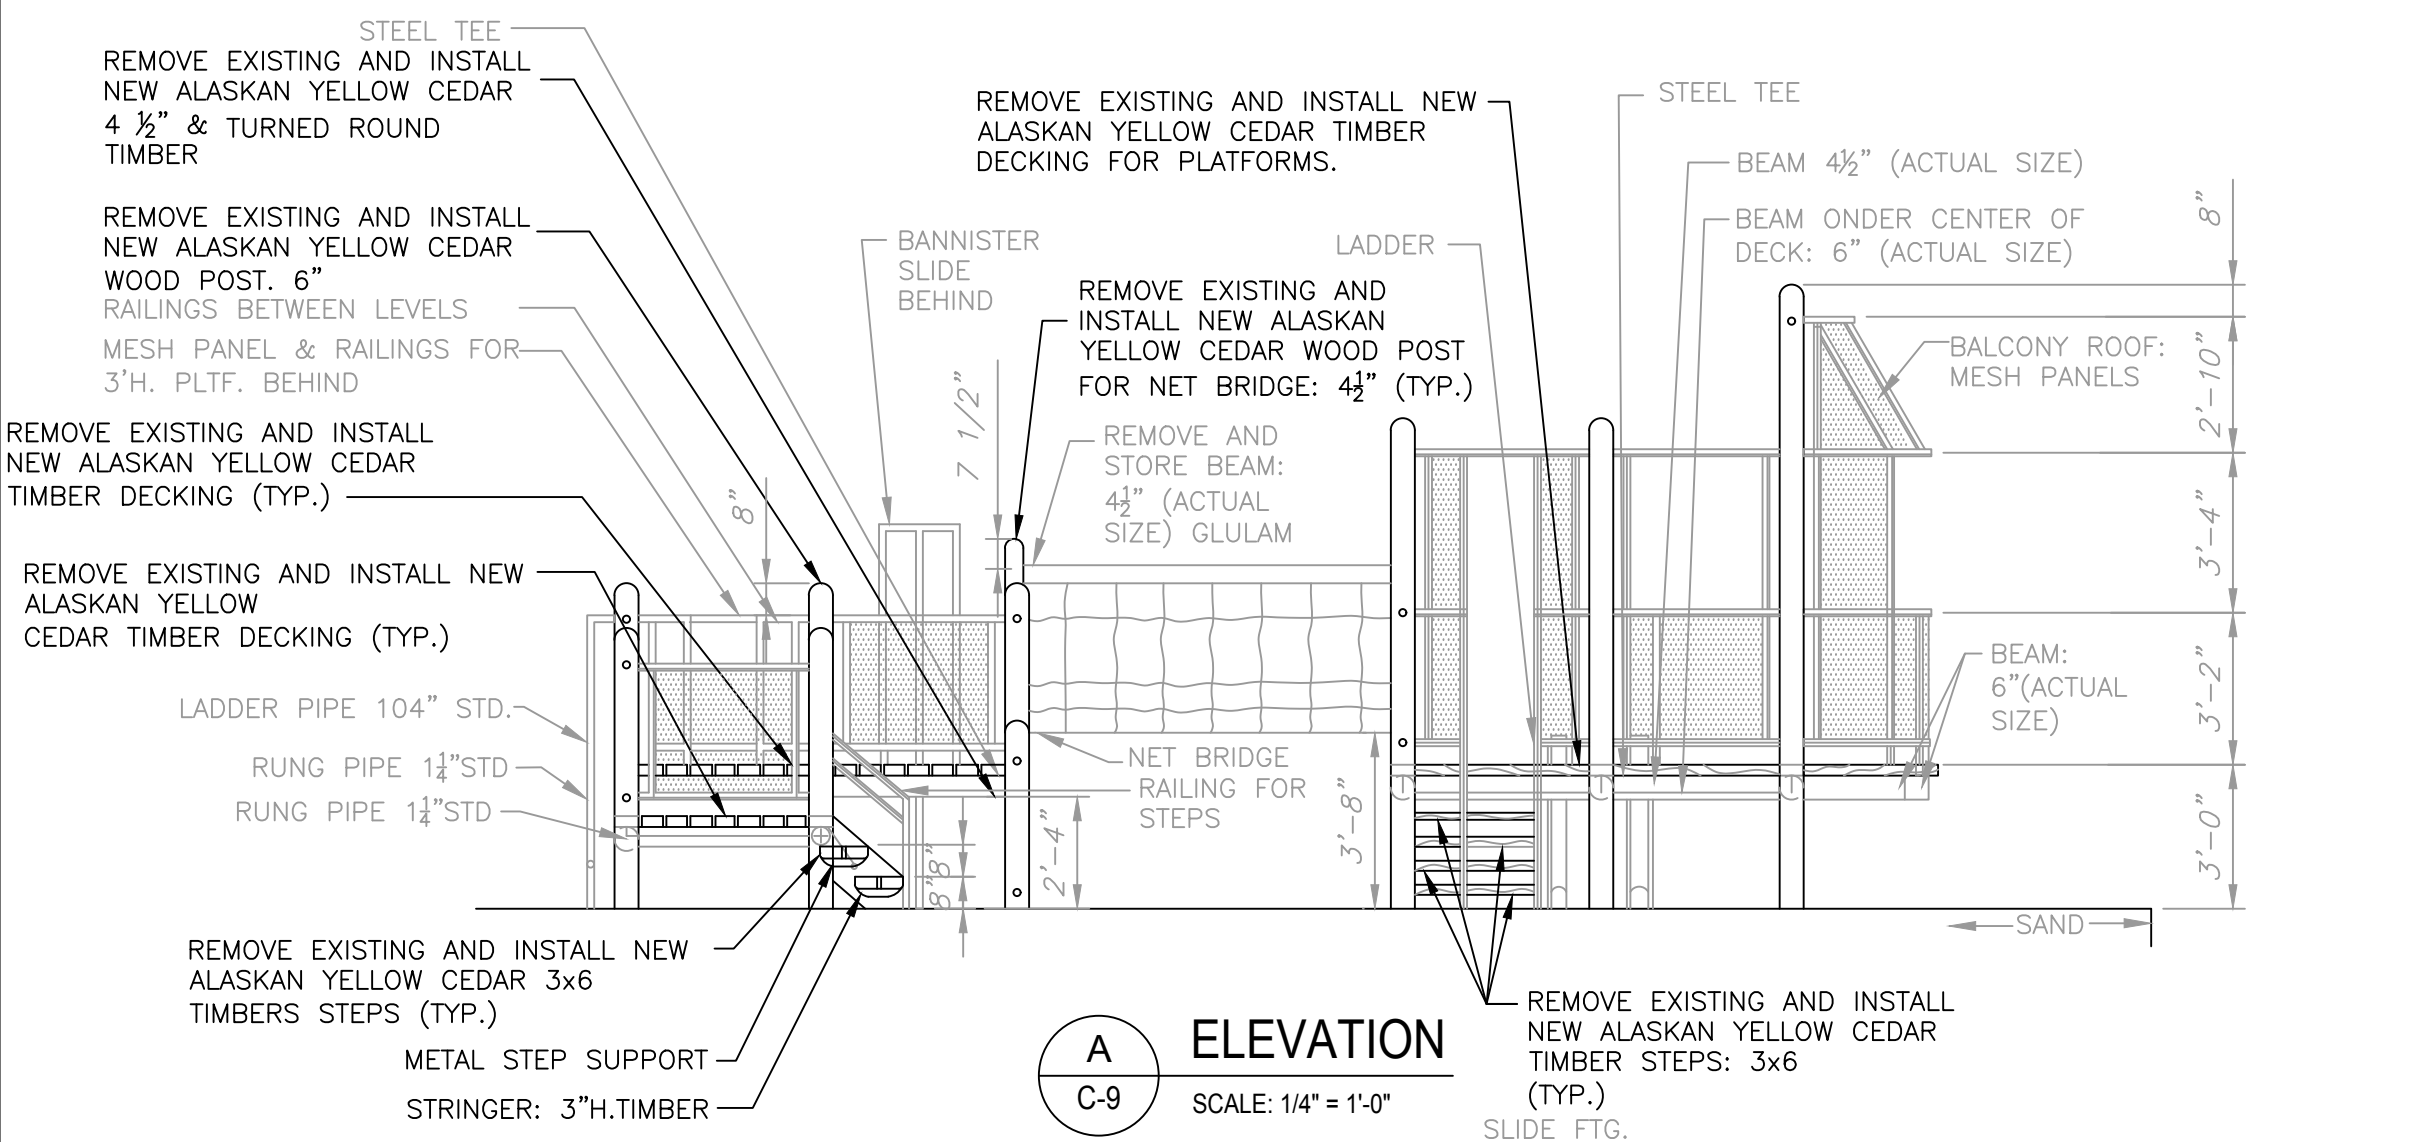 STEEL TEE
REMOVE EXISTING AND INSTALL
NEW ALASKAN YELLOW CEDAR
4 ½” & TURNED ROUND
TIMBER
REMOVE EXISTING AND INSTALL
NEW ALASKAN YELLOW CEDAR
WOOD POST. 6”
RAILINGS BETWEEN LEVELS
MESH PANEL & RAILINGS FOR
3’H. PLTF. BEHIND
REMOVE EXISTING AND INSTALL
NEW ALASKAN YELLOW CEDAR
TIMBER DECKING (TYP.)
REMOVE EXISTING AND INSTALL NEW
ALASKAN YELLOW
CEDAR TIMBER DECKING (TYP.)
LADDER PIPE 104” STD.
RUNG PIPE 1¼”STD
RUNG PIPE 1¼”STD
REMOVE EXISTING AND INSTALL NEW
ALASKAN YELLOW CEDAR 3x6
TIMBERS STEPS (TYP.)
METAL STEP SUPPORT
STRINGER: 3”H.TIMBER
8”
BANNISTER
SLIDE
BEHIND
7 1/2”
REMOVE EXISTING AND INSTALL NEW
ALASKAN YELLOW CEDAR TIMBER
DECKING FOR PLATFORMS.
REMOVE EXISTING AND
INSTALL NEW ALASKAN
YELLOW CEDAR WOOD POST
FOR NET BRIDGE: 4½” (TYP.)
REMOVE AND
STORE BEAM:
4½” (ACTUAL
SIZE) GLULAM
LADDER
STEEL TEE
BEAM 4½” (ACTUAL SIZE)
BEAM ONDER CENTER OF
DECK: 6” (ACTUAL SIZE)
BALCONY ROOF:
MESH PANELS
8”
2’-10”
3’-4”
3’-2”
3’-0”
BEAM:
6”(ACTUAL
SIZE)
NET BRIDGE
RAILING FOR
STEPS
8”
8”
2’-4”
3’-8”
SAND
REMOVE EXISTING AND INSTALL
NEW ALASKAN YELLOW CEDAR
TIMBER STEPS: 3x6
(TYP.)
SLIDE FTG.
A
C-9
ELEVATION
SCALE: 1/4" = 1'-0"